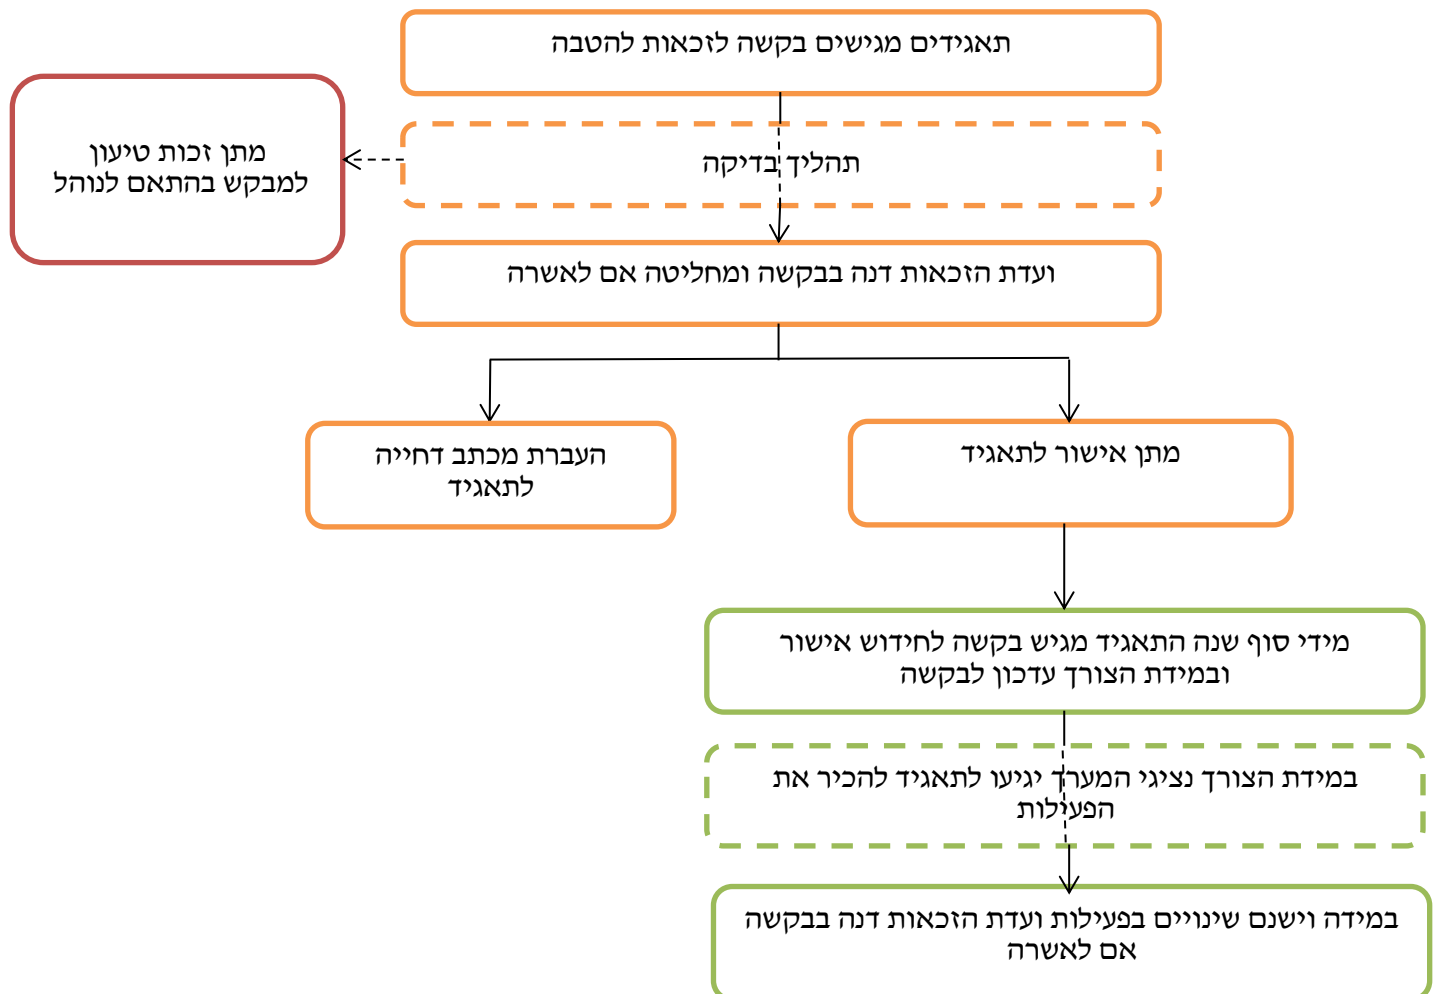 תאגידים מגישים בקשה לזכאות להטבה
תהליך בדיקה
מתן זכות טיעון
למבקש בהתאם לנוהל
ועדת הזכאות דנה בבקשה ומחליטה אם לאשרה
מתן אישור לתאגיד
העברת מכתב דחייה
לתאגיד
מידי סוף שנה התאגיד מגיש בקשה לחידוש אישור
ובמידת הצורך עדכון לבקשה
במידת הצורך נציגי המערך יגיעו לתאגיד להכיר את
הפעילות
במידה וישנם שינויים בפעילות ועדת הזכאות דנה בבקשה
אם לאשרה